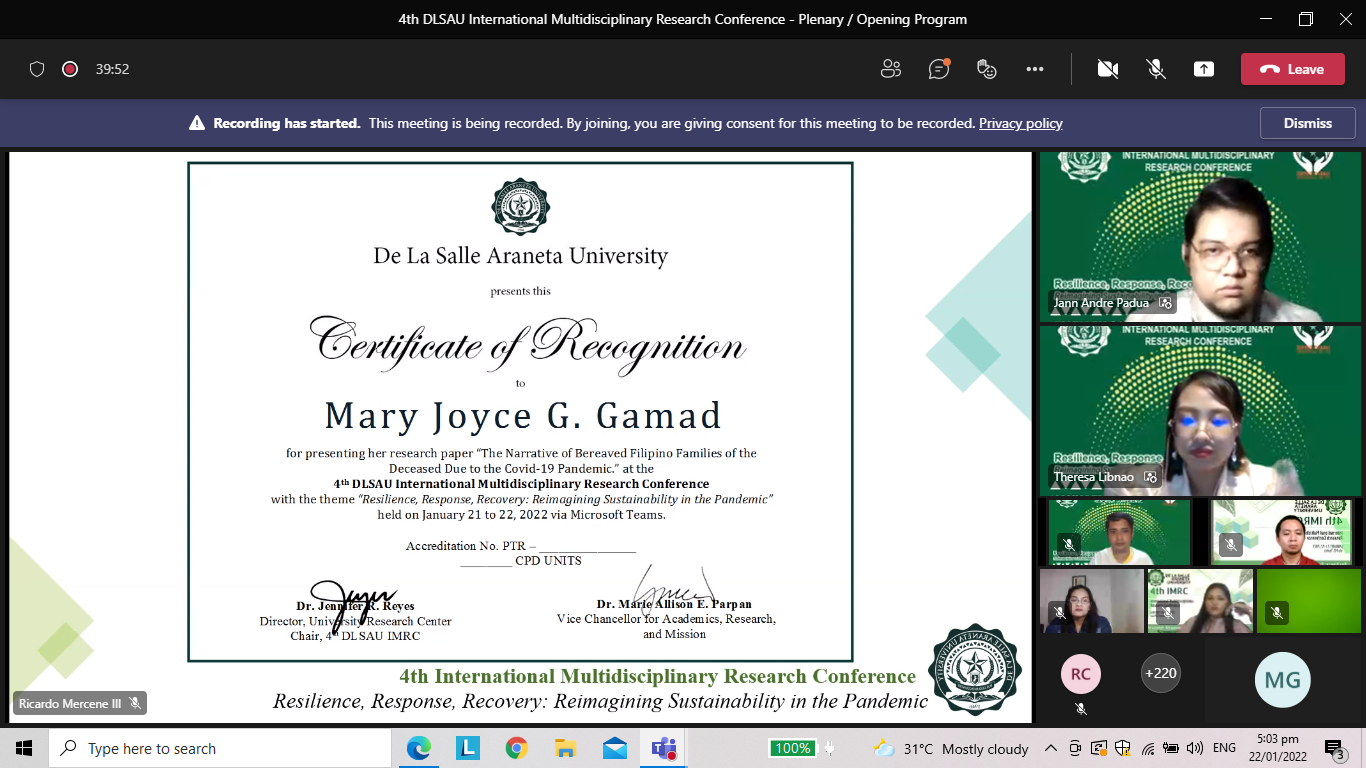 4th DLSAU International Multidisciplinary Research Conference - Plenary / Opening Program
39:52
Leave
Recording has started. This meeting is being recorded. By joining, you are giving consent for this meeting to be recorded. Privacy policy
Dismiss
De La Salle Araneta University
presents this
Certificate of Recognition
to
Mary Joyce G. Gamad
for presenting her research paper “The Narrative of Bereaved Filipino Families of the
Deceased Due to the Covid-19 Pandemic.” at the
4th DLSAU International Multidisciplinary Research Conference
with the theme “Resilience, Response, Recovery: Reimagining Sustainability in the Pandemic”
held on January 21 to 22, 2022 via Microsoft Teams.
Accreditation No. PTR – ________________
_________ CPD UNITS
Dr. Jennifer R. Reyes
Director, University Research Center
Chair, 4th DLSAU IMRC
Dr. Marie Allison E. Parpan
Vice Chancellor for Academics, Research,
and Mission
4th International Multidisciplinary Research Conference
Resilience, Response, Recovery: Reimagining Sustainability in the Pandemic
Ricardo Mercene III
INTERNATIONAL MULTIDISCIPLINARY
RESEARCH CONFERENCE
Resilience, Response, Reco
Jann Andre Padua
INTERNATIONAL MULTIDISCIPLINARY
RESEARCH CONFERENCE
Resilience, Response
Theresa Libnao
4th IMRC
4th IMRC
RC
+220
MG
Type here to search
100%
31°C Mostly cloudy
ENG
5:03 pm
22/01/2022
3